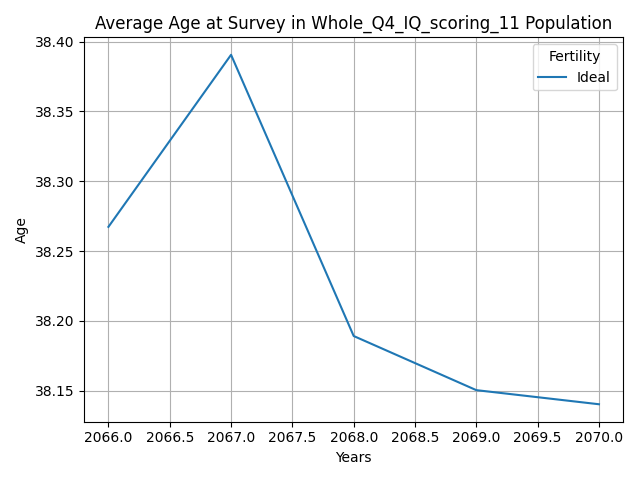 Average Age at Survey in Whole_Q4_IQ_scoring_11 Population
Fertility
Ideal
38.40
38.35
38.30
38.25
38.20
38.15
Age
2066.0 2066.5 2067.0 2067.5 2068.0 2068.5 2069.0 2069.5 2070.0
Years